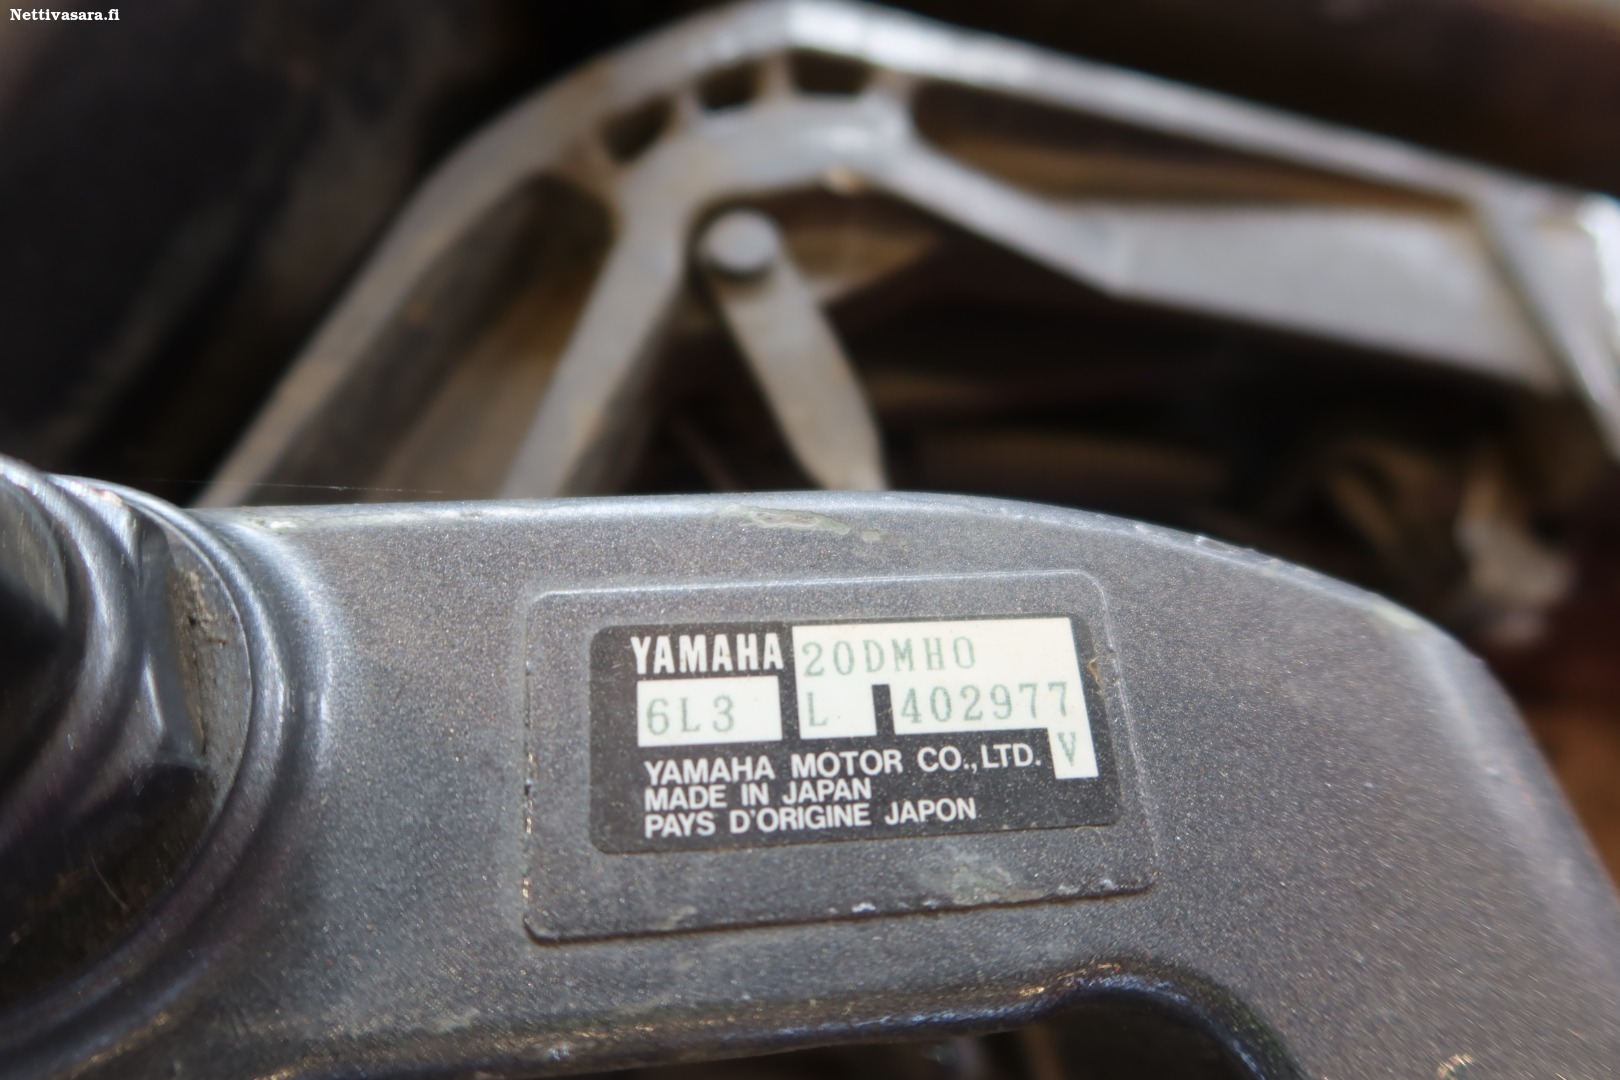 Nettivasara.fi
YAMAHA 20DMHO
6L3 L 402977
V
YAMAHA MOTOR CO., LTD.
MADE IN JAPAN
PAYS D'ORIGINE JAPON